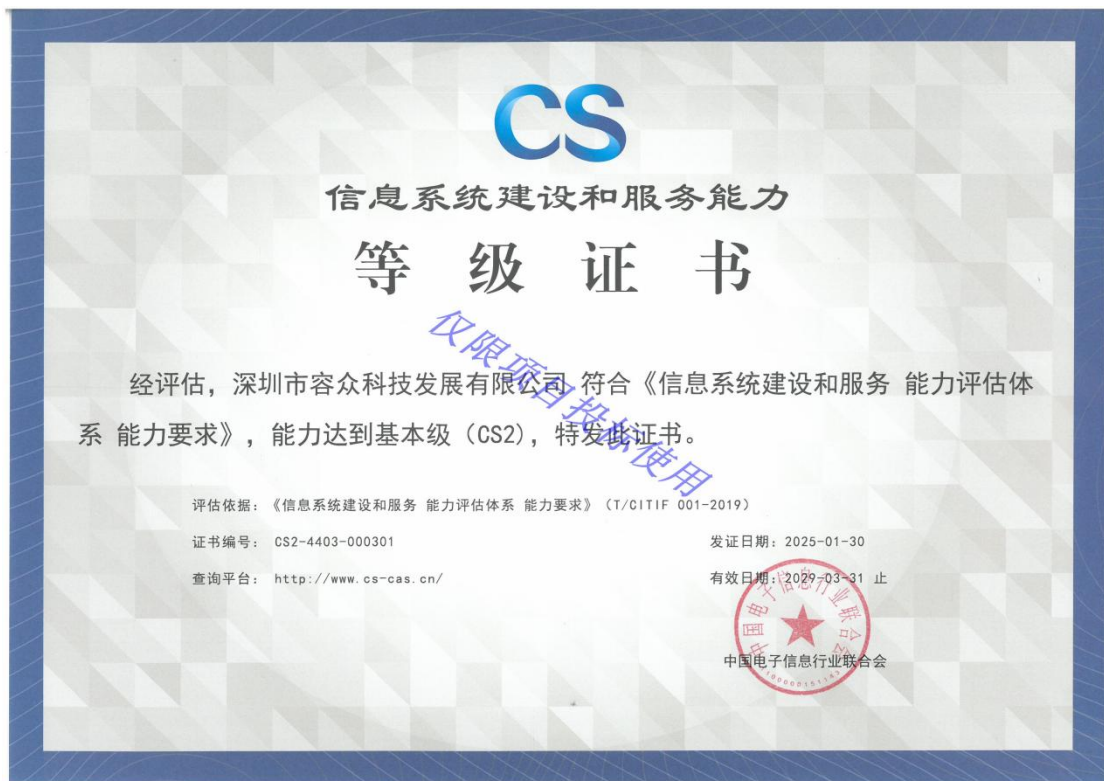 CS
信息系统建设和服务能力
等级证书
仅限项目投标使用
经评估，深圳市容众科技发展有限公司 符合《信息系统建设和服务 能力评估体
系 能力要求》，能力达到基本级（CS2），特发此证书。
评估依据：《信息系统建设和服务 能力评估体系 能力要求》（T/CITIF 001-2019）
证书编号： CS2-4403-000301
发证日期：2025-01-30
查询平台： http://www.cs-cas.cn/
有效日期：2029-03-31 止
中国电子信息行业联合会
中国电子信息行业联合会